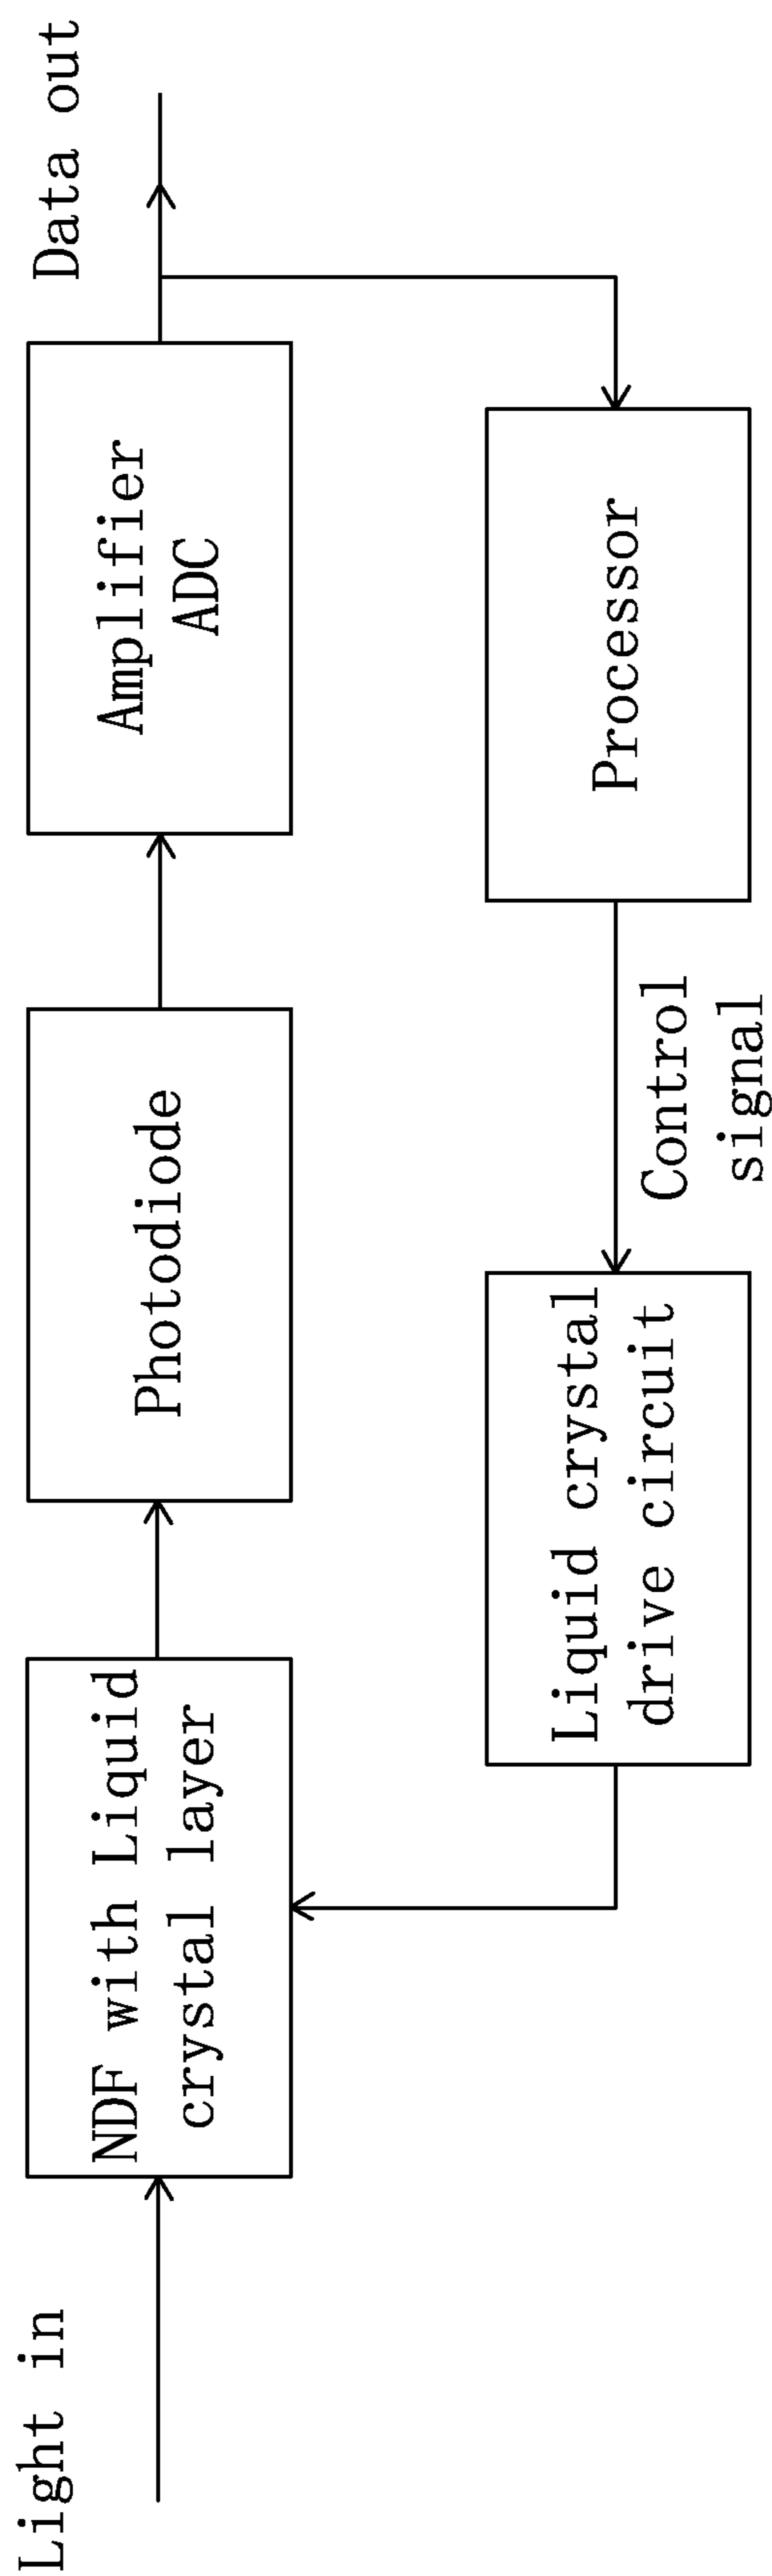 Light in
NDF with Liquid
crystal layer
Photodiode
Amplifier
ADC
Data out
Liquid crystal
drive circuit
Control
signal
Processor